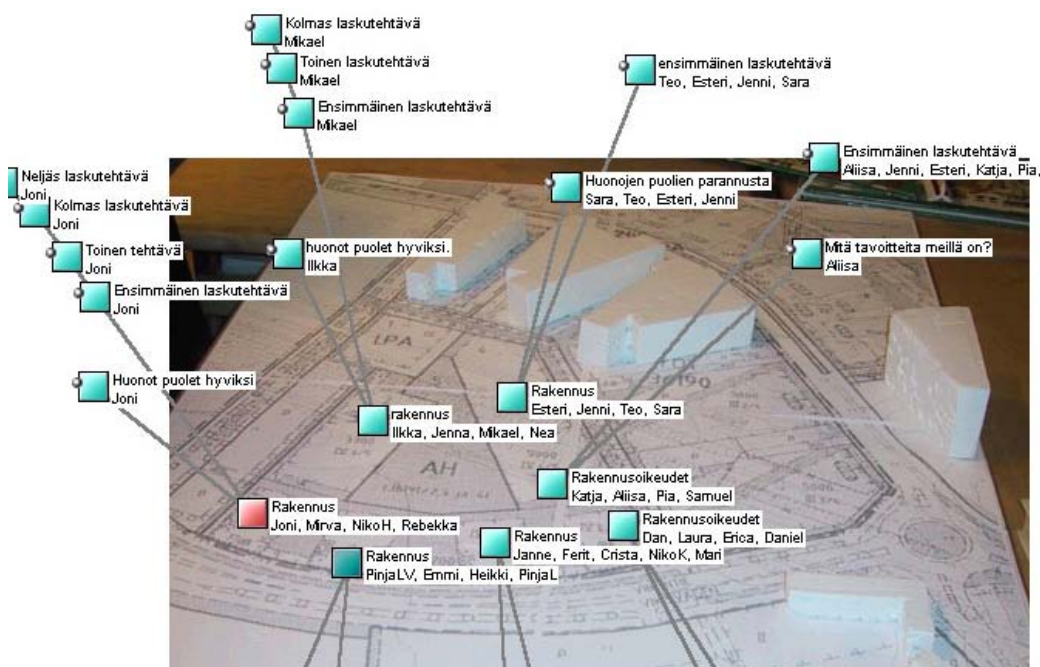 Kolmas laskutehtävä
Mikael
Toinen laskutehtävä
Mikael
ensimmäinen laskutehtävä
Teo, Esteri, Jenni, Sara
Ensimmäinen laskutehtävä
Mikael
Ensimmäinen laskutehtävä
Aliisa, Jenni, Esteri, Katja, Pia,
Neljäs laskutehtävä
Joni
Huonojen puolien parannusta
Sara, Teo, Esteri, Jenni
Kolmas laskutehtävä
Joni
Toinen tehtävä
Joni
huonot puolet hyviksi.
Ilkka
Mitä tavoitteita meillä on?
Aliisa
Ensimmäinen laskutehtävä
Joni
LPA
Huonot puolet hyviksi
Joni
Rakennus
Esteri, Jenni, Teo, Sara
rakennus
Ilkka, Jenna, Mikael, Nea
AH
Rakennusoikeudet
Katja, Aliisa, Pia, Samuel
Rakennus
Joni, Mirva, NikoH, Rebekka
Rakennusoikeudet
Dan, Laura, Erica, Daniel
Rakennus
Janne, Ferit, Crista, NikoK, Mari
Rakennus
PinjaLV, Emmi, Heikki, PinjaL